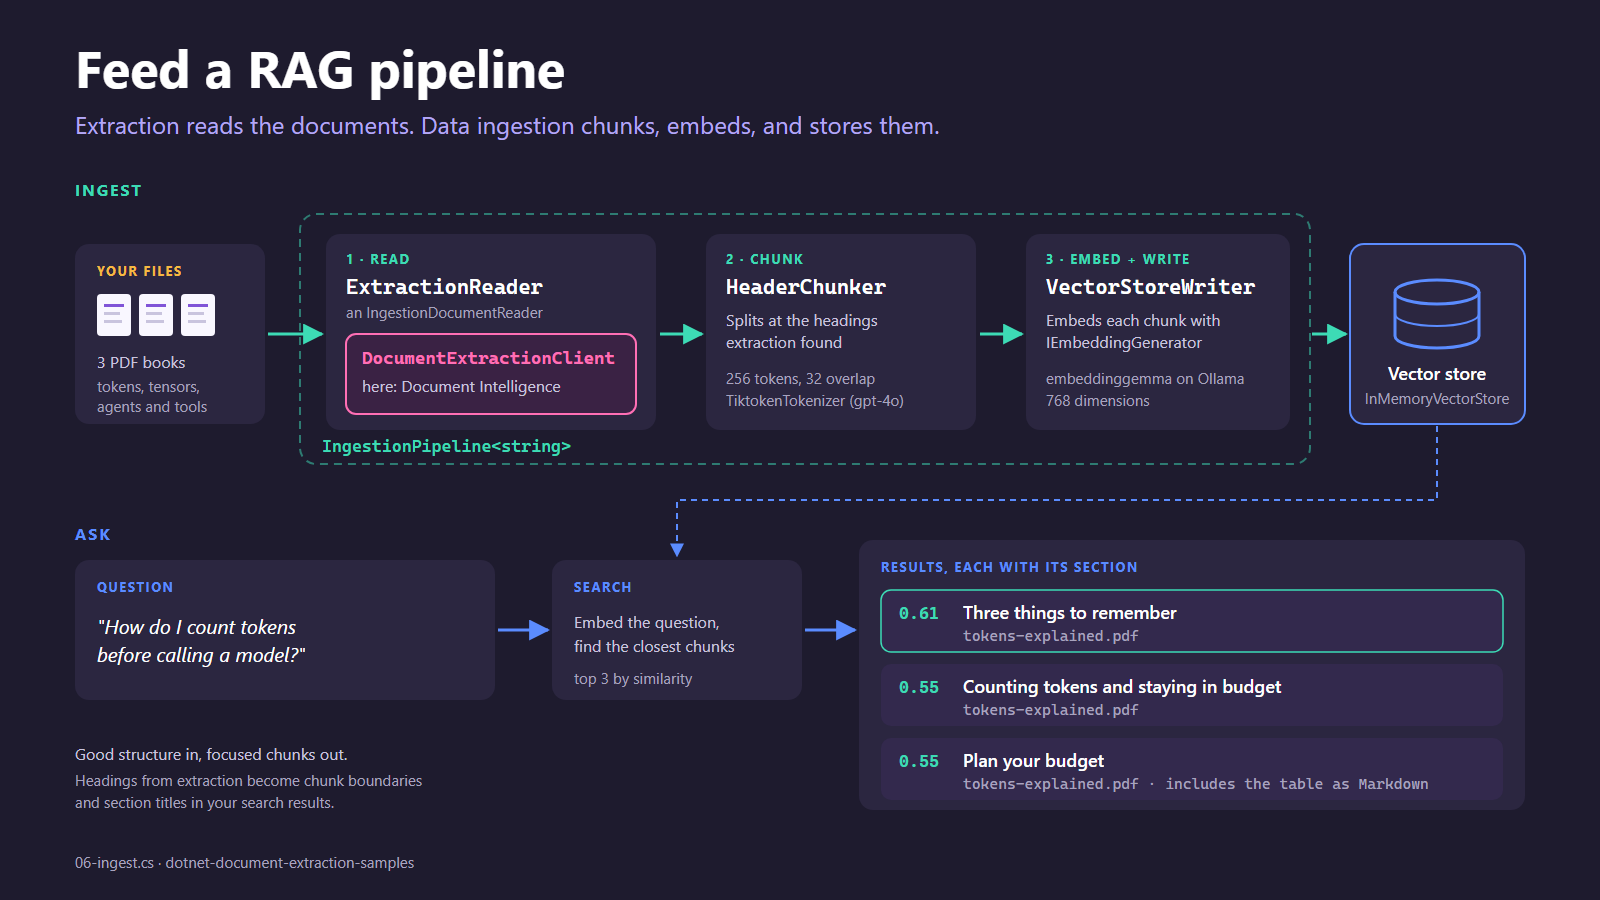 Feed a RAG pipeline
Extraction reads the documents. Data ingestion chunks, embeds, and stores them.
INGEST
YOUR FILES
3 PDF books
tokens, tensors,
agents and tools
1 · READ
ExtractionReader
an IngestionDocumentReader
DocumentExtractionClient
here: Document Intelligence
2 · CHUNK
HeaderChunker
Splits at the headings
extraction found
256 tokens, 32 overlap
TiktokenTokenizer (gpt-4o)
3 · EMBED + WRITE
VectorStoreWriter
Embeds each chunk with
IEmbeddingGenerator
embeddinggemma on Ollama
768 dimensions
IngestionPipeline<string>
Vector store
InMemoryVectorStore
ASK
QUESTION
"How do I count tokens
before calling a model?"
SEARCH
Embed the question,
find the closest chunks
top 3 by similarity
RESULTS, EACH WITH ITS SECTION
0.61 Three things to remember
tokens-explained.pdf
0.55 Counting tokens and staying in budget
tokens-explained.pdf
0.55 Plan your budget
tokens-explained.pdf · includes the table as Markdown
Good structure in, focused chunks out.
Headings from extraction become chunk boundaries
and section titles in your search results.
06-ingest.cs · dotnet-document-extraction-samples